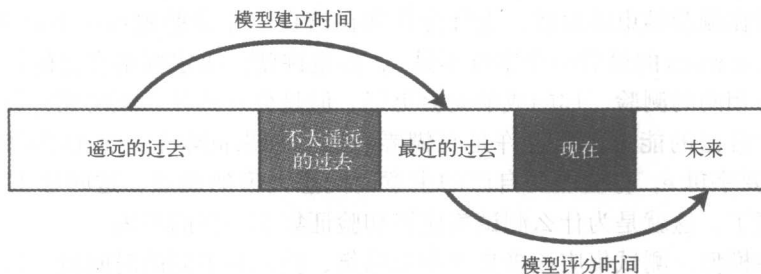 模型建立时间
遥远的过去
不太遥远
的过去
最近的过去
现在
未来
模型评分时间